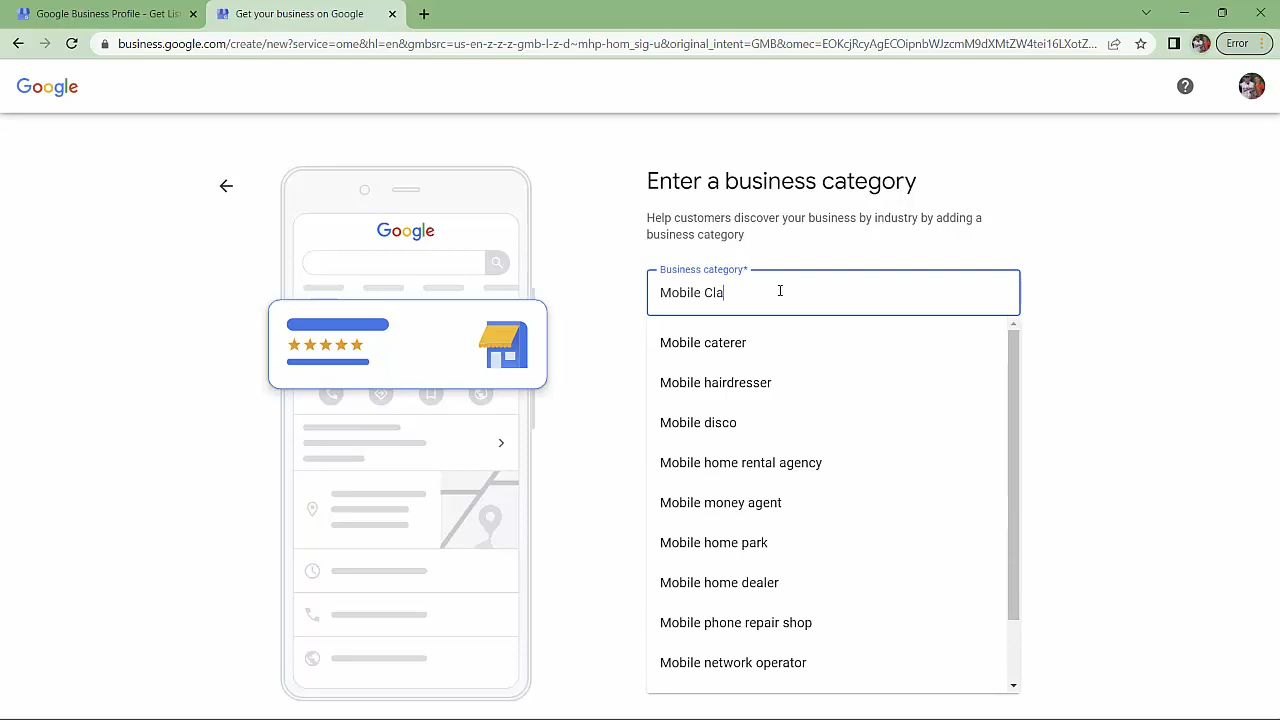 Google Business Profile - Get List
Get your business on Google
business.google.com/create/new?service=ome&hl=en&gmbsrc=us-en-z-z-z-gmb-l-z-d~mhp-hom_sig-u&original_intent=GMB&omec=EOKcjRcyAgECOipnbWJzcmM9dXMtZW4tei16LXotZ...
Error
Google
Google
Enter a business category
Help customers discover your business by industry by adding a
business category
Business category*
Mobile Cla
Mobile caterer
Mobile hairdresser
Mobile disco
Mobile home rental agency
Mobile money agent
Mobile home park
Mobile home dealer
Mobile phone repair shop
Mobile network operator